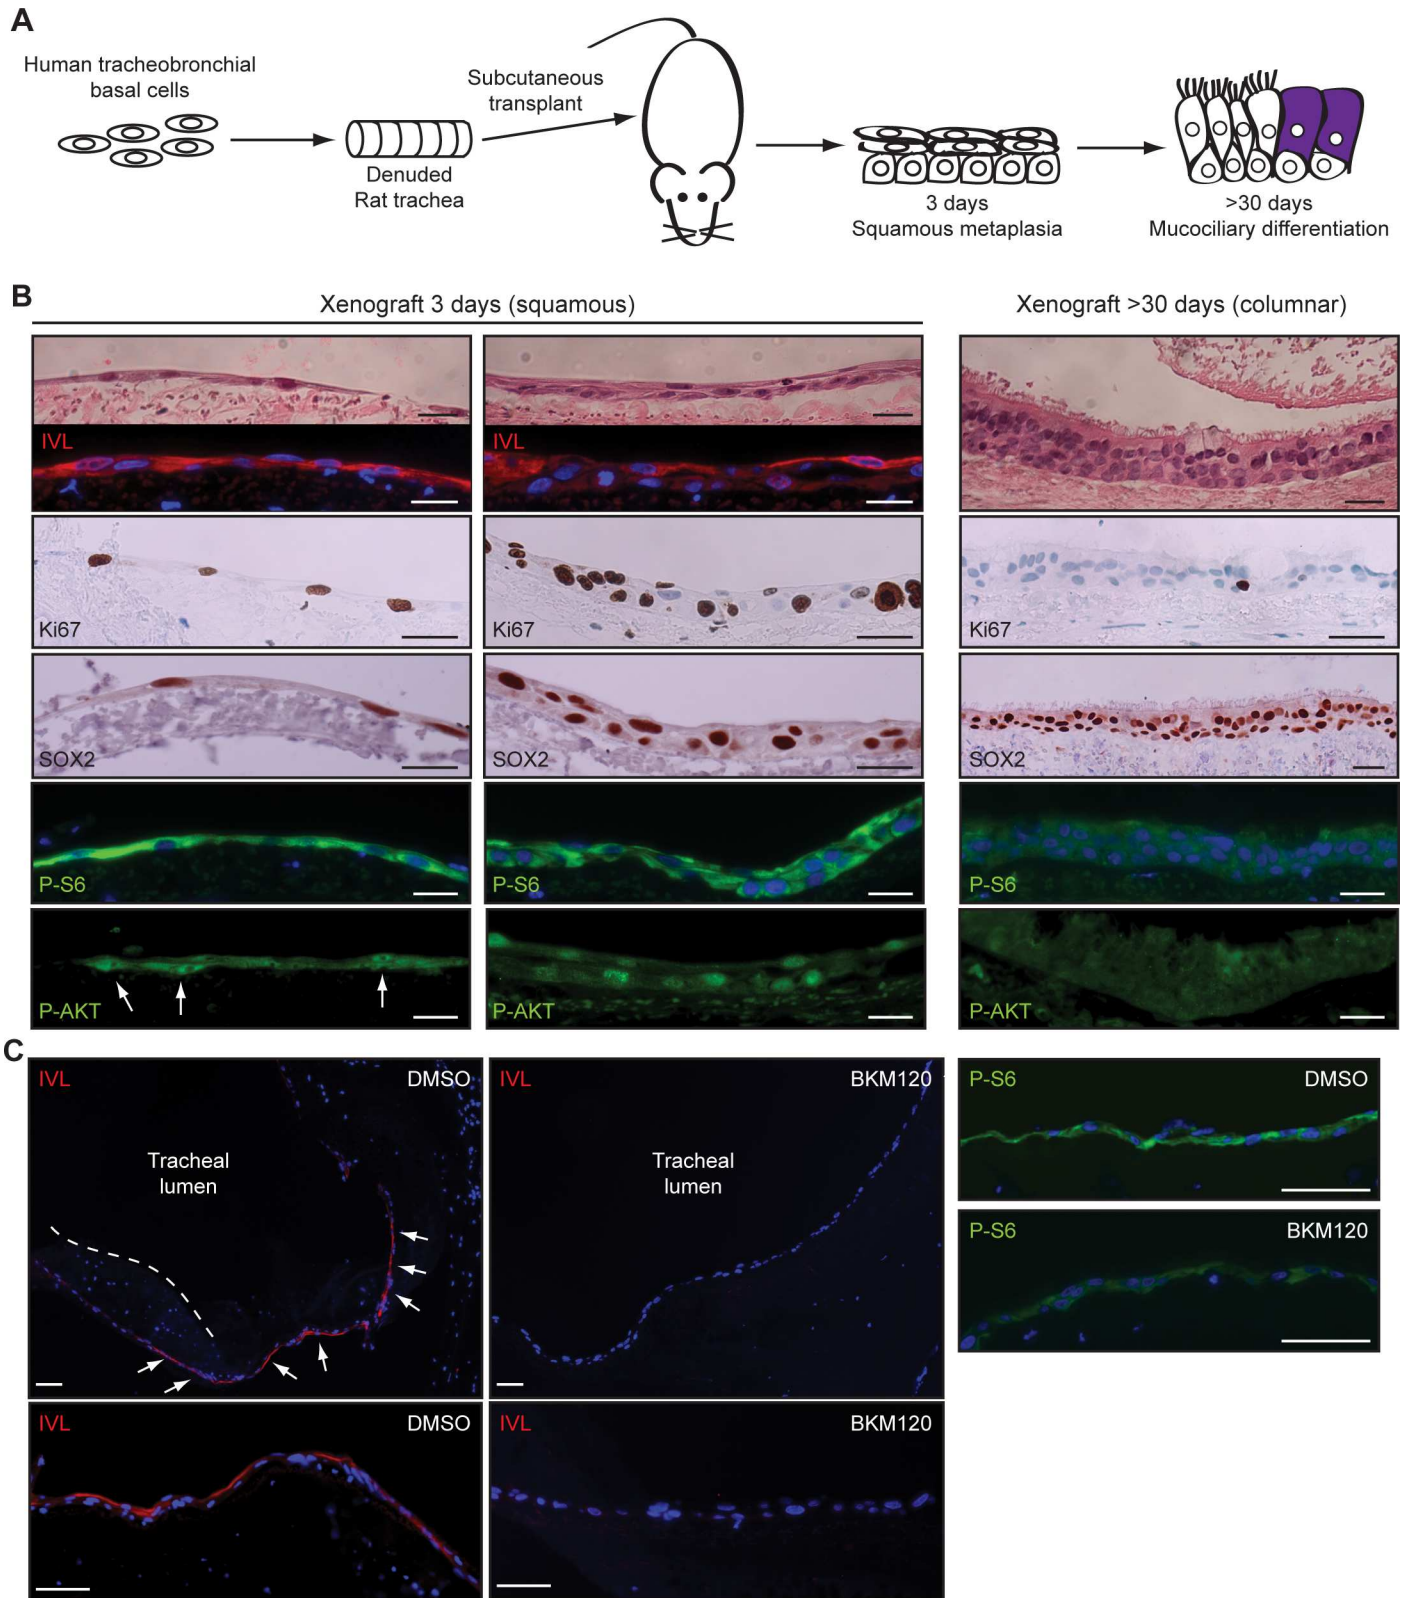 A
Human tracheobronchial
basal cells
Denuded
Rat trachea
Subcutaneous
transplant
3 days
Squamous metaplasia
>30 days
Mucociliary differentiation
B
Xenograft 3 days (squamous)
Xenograft >30 days (columnar)
IVL
IVL
Ki67
Ki67
Ki67
SOX2
SOX2
SOX2
P-S6
P-S6
P-S6
P-AKT
P-AKT
P-AKT
C
IVL
DMSO
Tracheal
lumen
IVL
BKM120
Tracheal
lumen
P-S6
DMSO
P-S6
BKM120
IVL
DMSO
IVL
BKM120